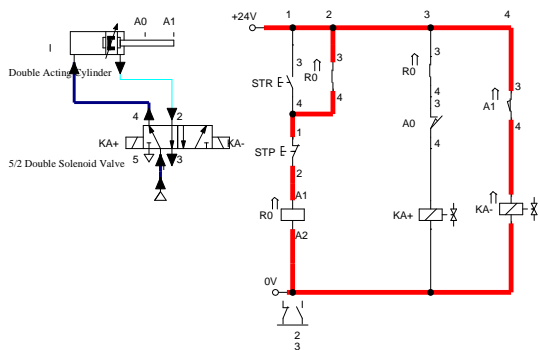 A0 A1
I
Double Acting Cylinder
4 2
KA+ KA-
5 3
1
5/2 Double Solenoid Valve
1 2 3 4
+24V
3 3 3 3
STR R0 R0 A1
4 4 4 4
3
A0
4
1
STP
2
A1
R0 KA+ KA-
A2
0V
2
3